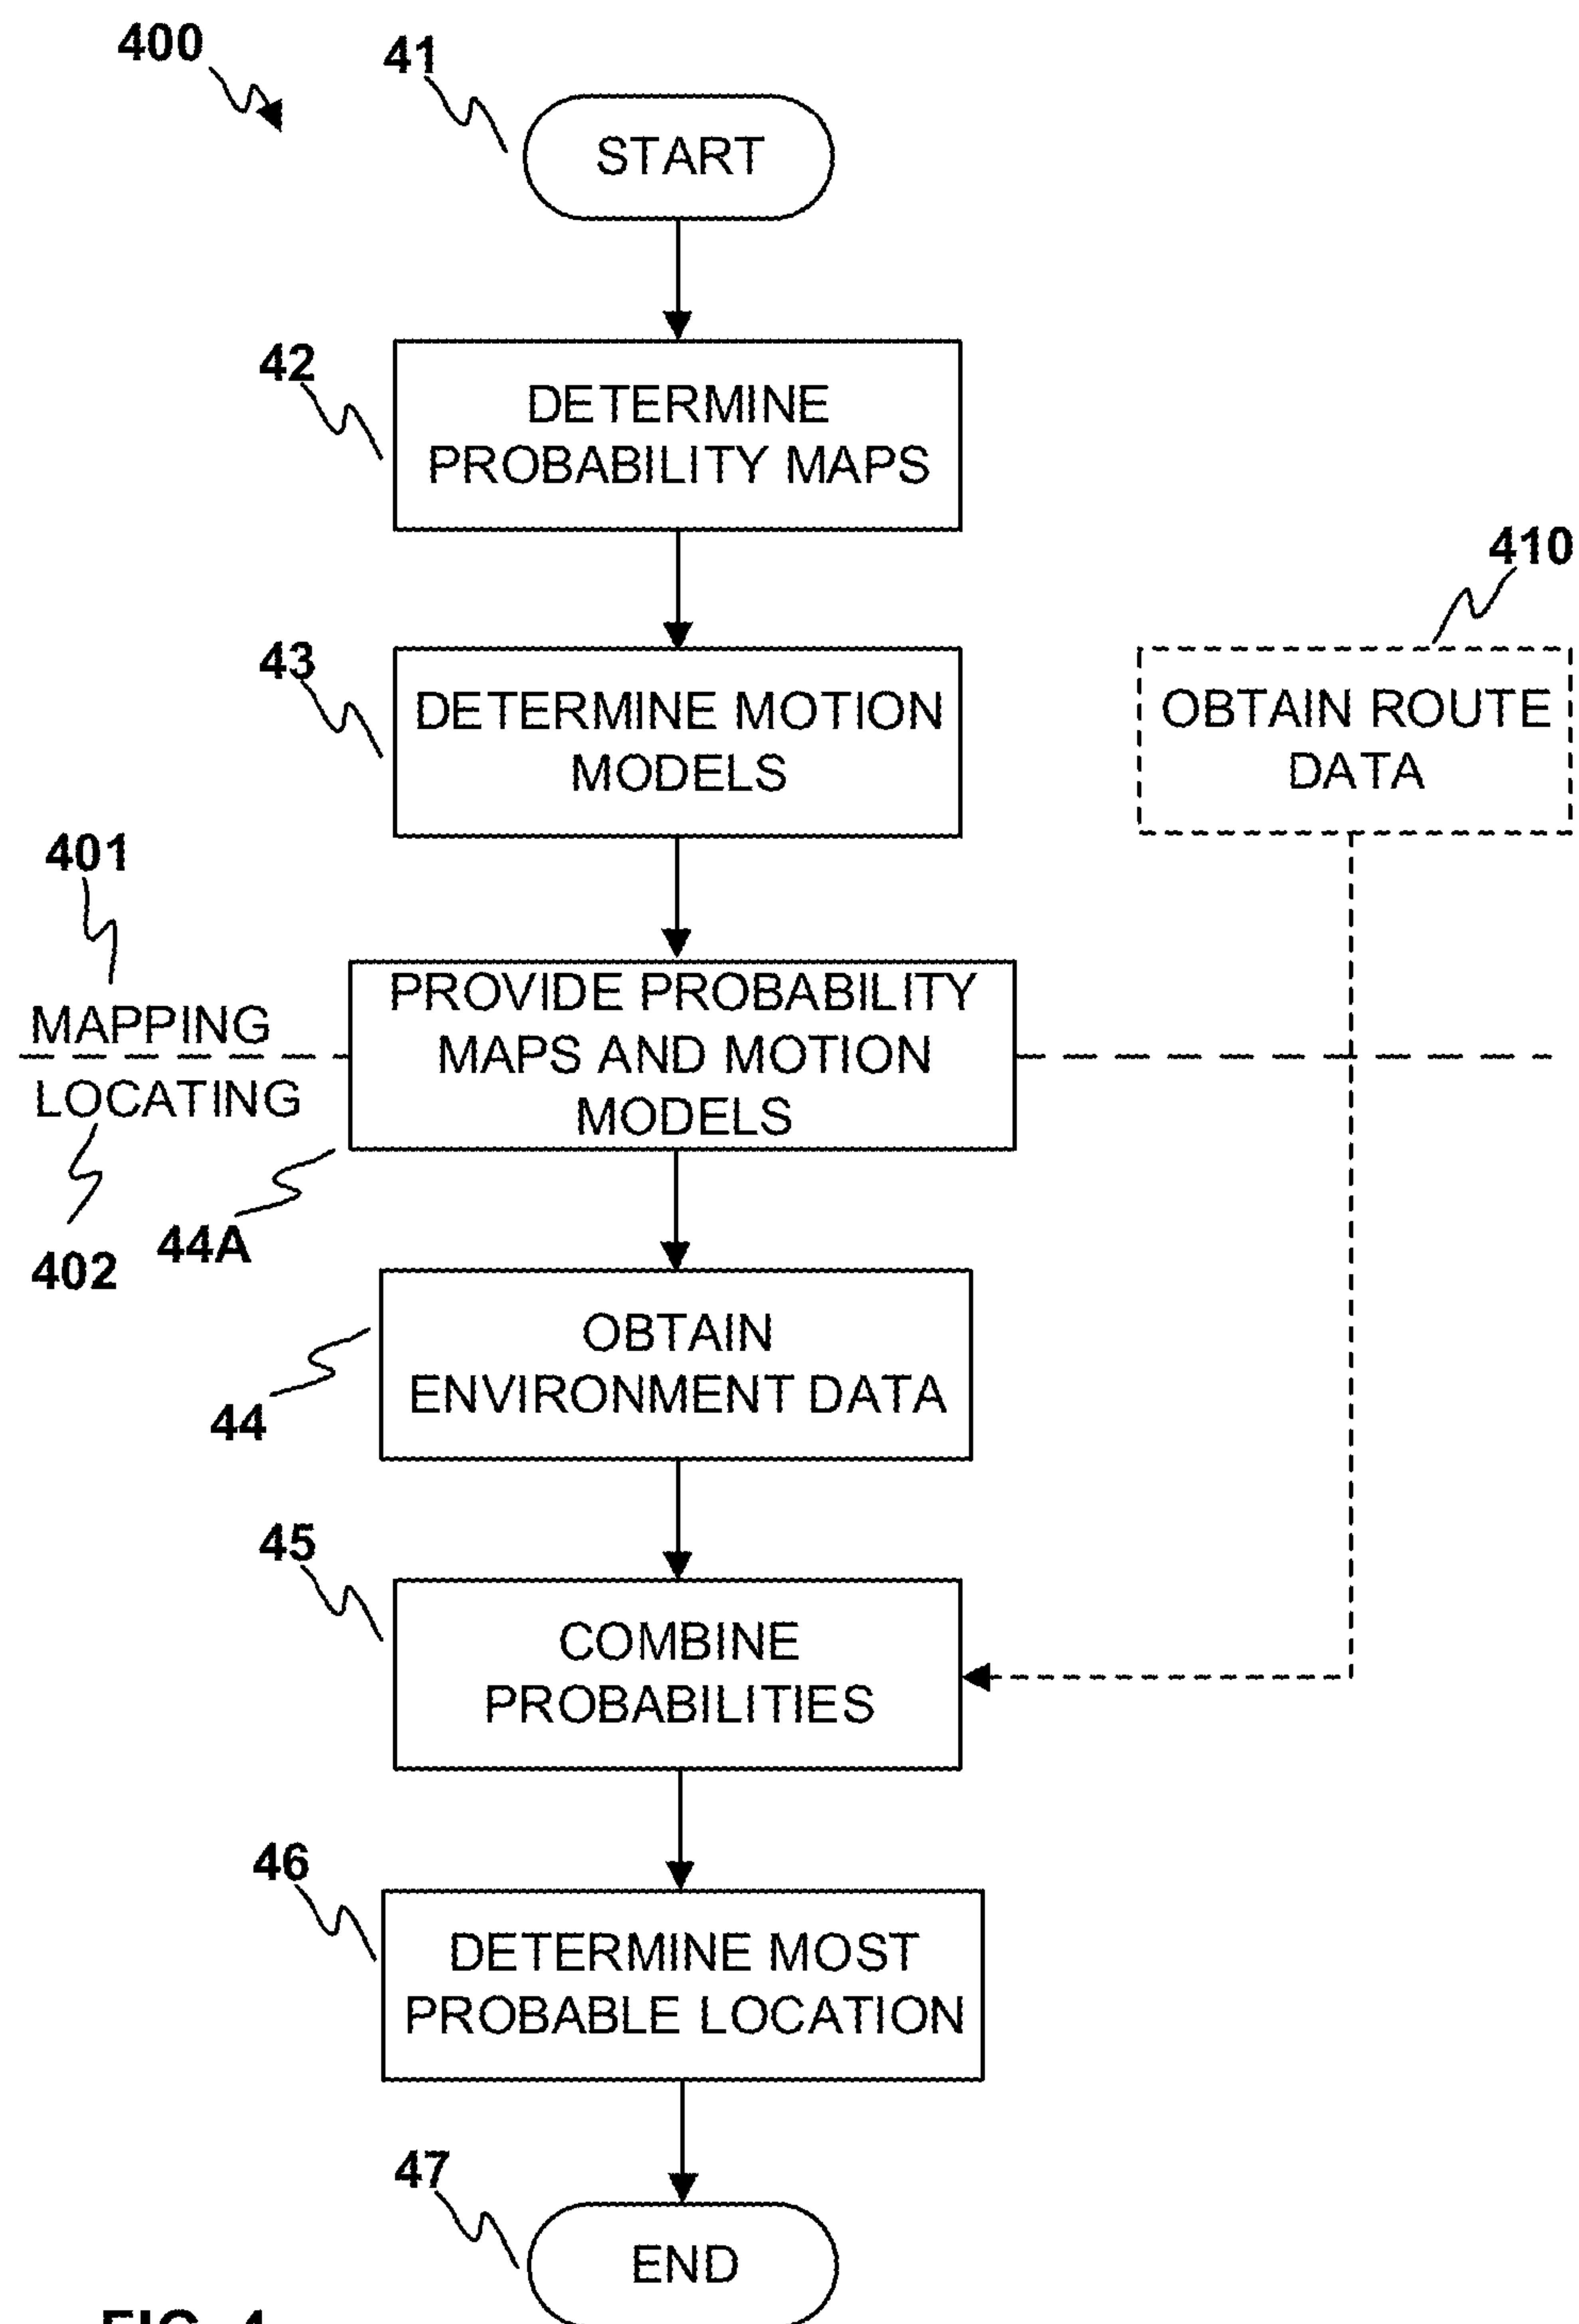 400
41
START
42
DETERMINE
PROBABILITY MAPS
410
43
DETERMINE MOTION
MODELS
OBTAIN ROUTE
DATA
401
MAPPING
LOCATING
402
PROVIDE PROBABILITY
MAPS AND MOTION
MODELS
44A
OBTAIN
ENVIRONMENT DATA
44
45
COMBINE
PROBABILITIES
46
DETERMINE MOST
PROBABLE LOCATION
47
END